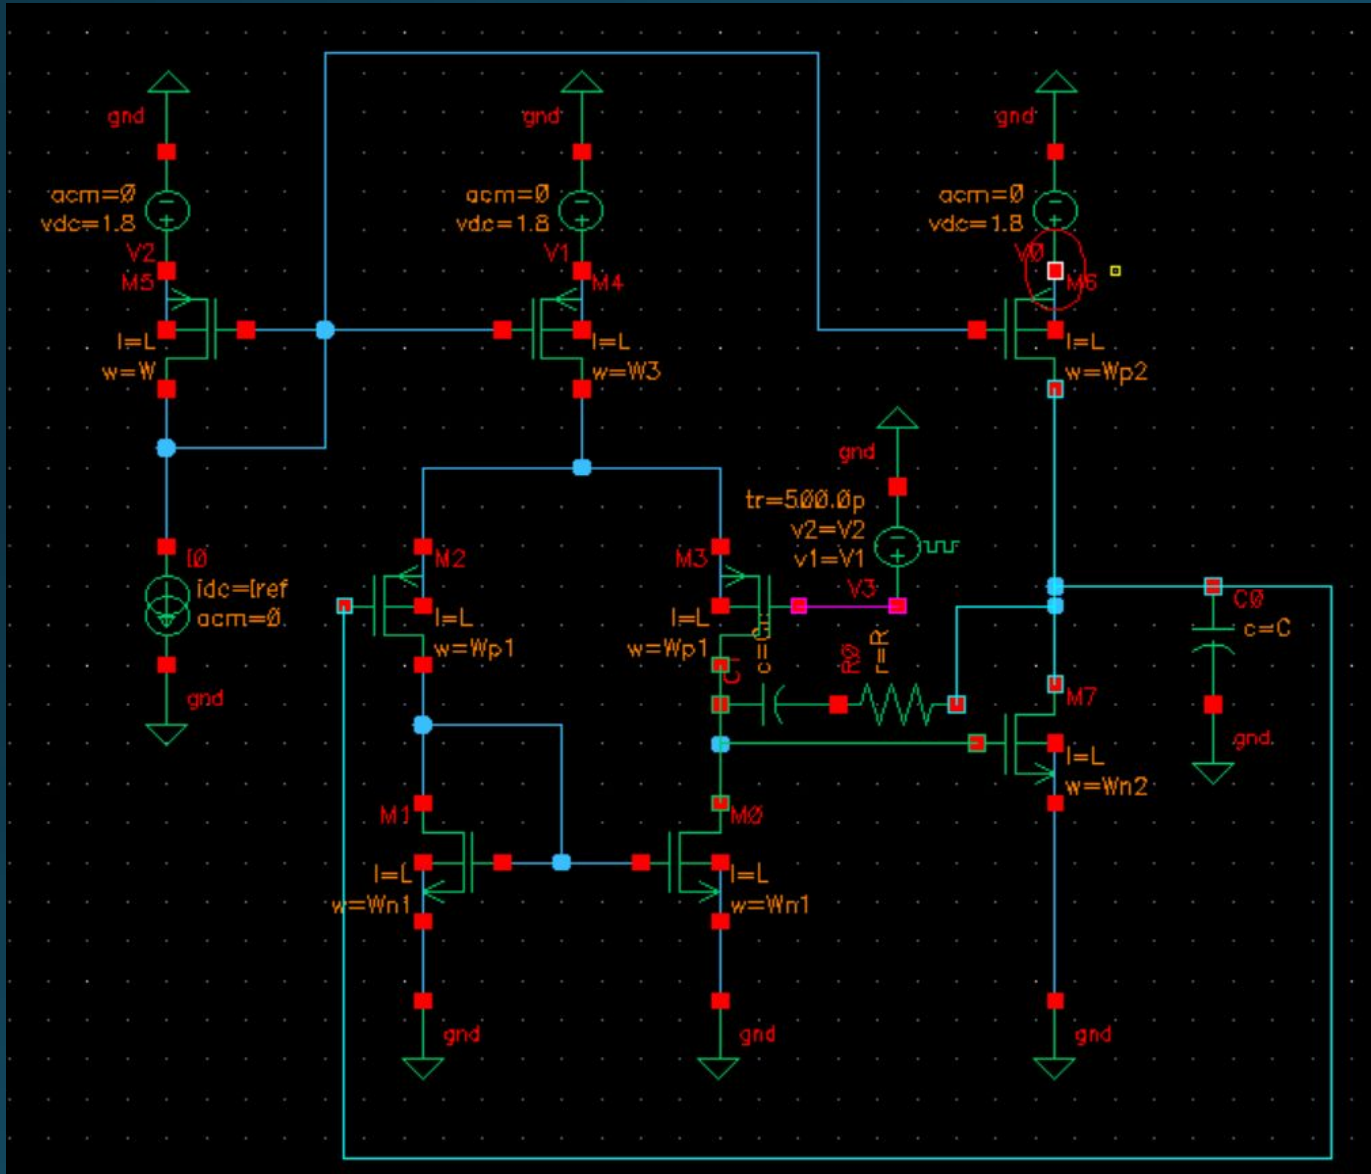 gnd
gnd
gnd
acm=0
vdc=1.8
acm=0
vdc=1.8
acm=0
vdc=1.8
V2
M5
V1
M4
V0
M6
l=L
w=W
l=L
w=W3
l=L
w=Wp2
gnd
tr=500.0p
v2=V2
v1=V1
V3
I0
idc=Iref
acm=0
gnd
M2
l=L
w=Wp1
M3
l=L
w=Wp1
R0
r=R
C0
c=C
gnd
M7
l=L
w=Wn2
M1
l=L
w=Wn1
M0
l=L
w=Wn1
gnd
gnd
gnd